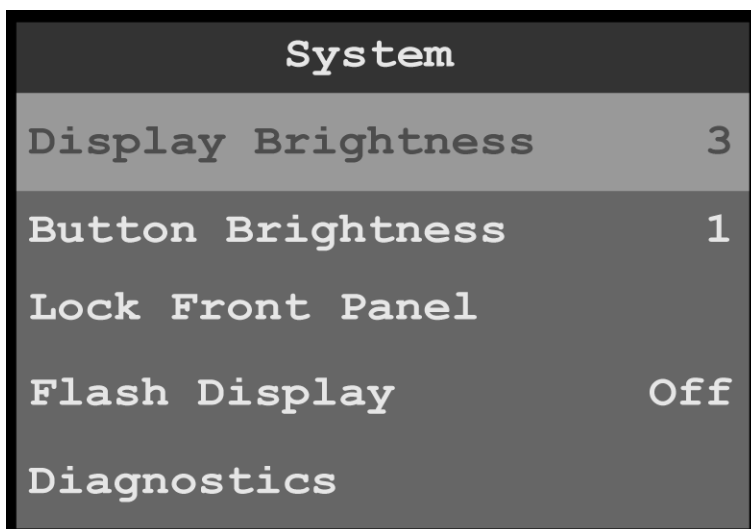 System
Display Brightness 3
Button Brightness 1
Lock Front Panel
Flash Display Off
Diagnostics